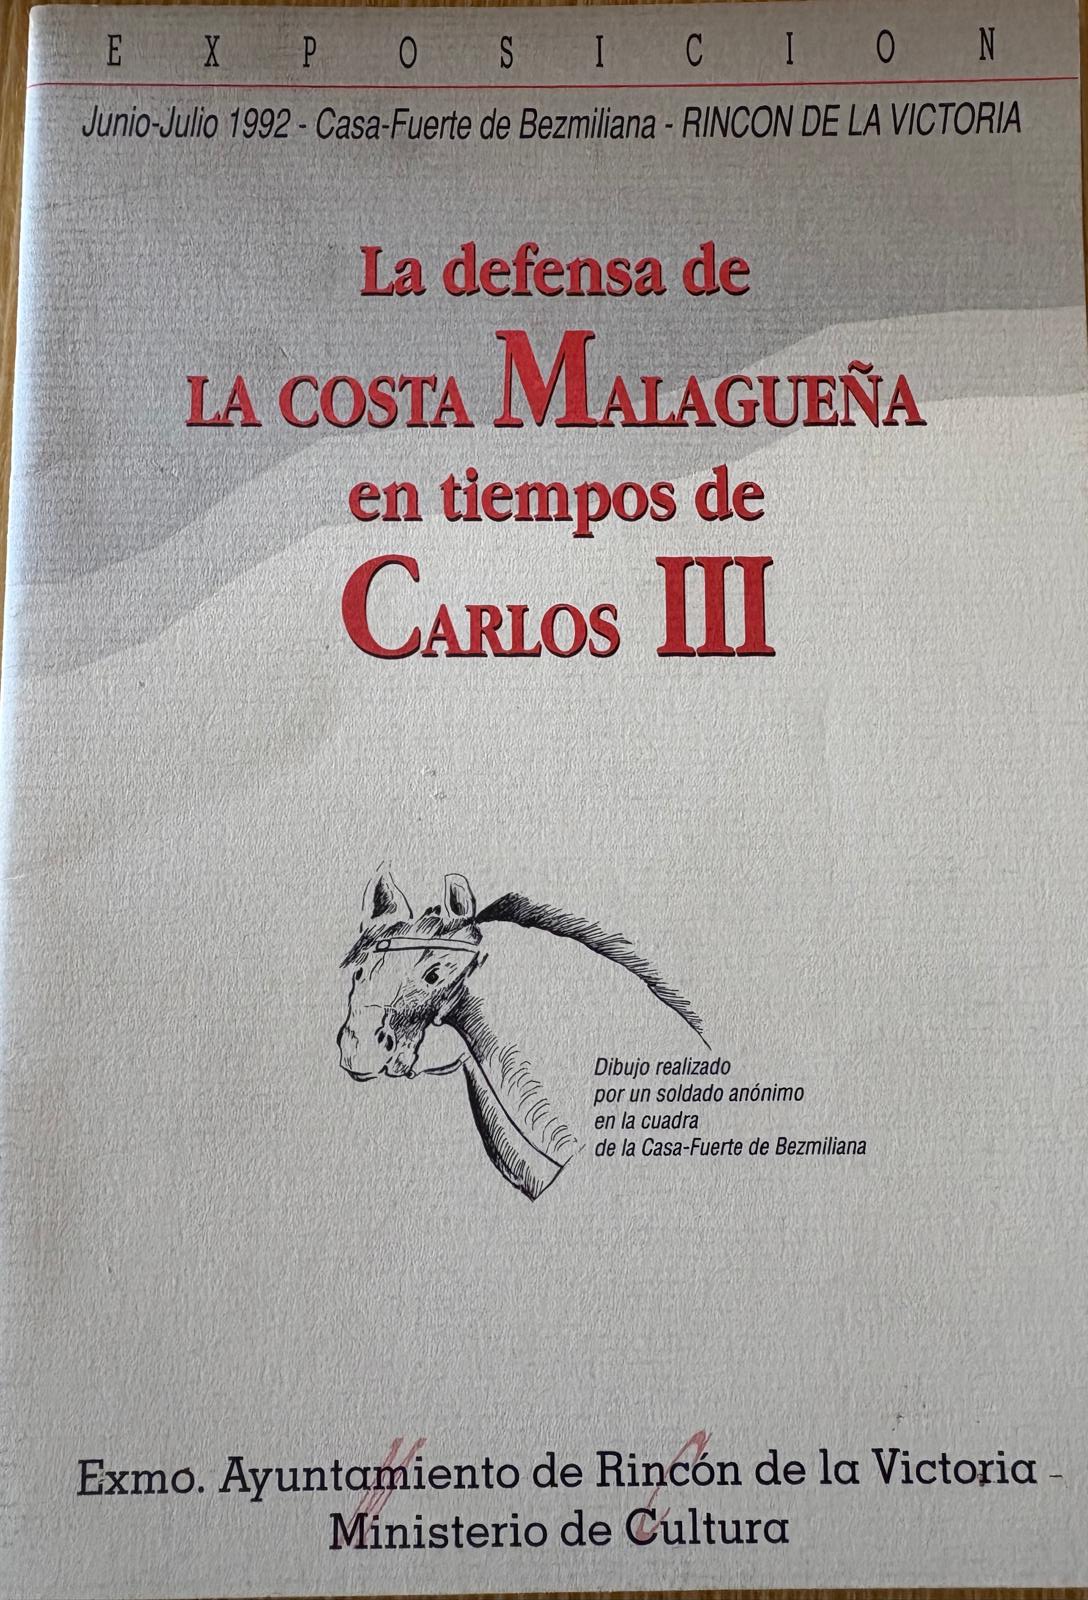 EXPOSICION
Junio-Julio 1992 - Casa-Fuerte de Bezmiliana - RINCON DE LA VICTORIA
La defensa de
LA COSTA MALAGUEÑA
en tiempos de
CARLOS III
Dibujo realizado
por un soldado anónimo
en la cuadra
de la Casa-Fuerte de Bezmiliana
Exmo. Ayuntamiento de Rincón de la Victoria -
Ministerio de Cultura